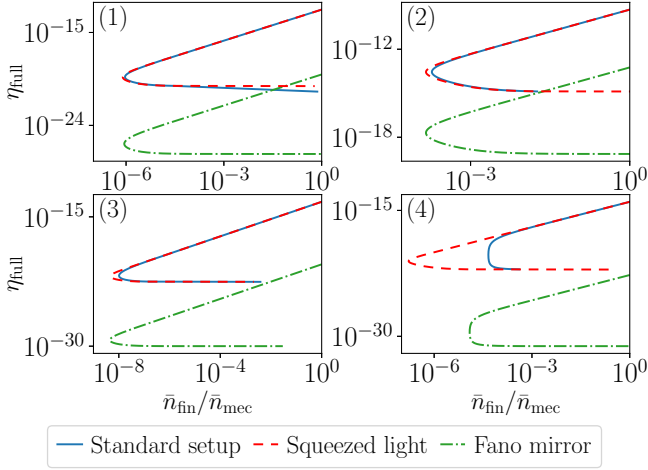 (1) (2)
10^{-15} 10^{-12}
η_full
10^{-24} 10^{-18}
10^{-6} 10^{-3} 10^{0} 10^{-3} 10^{0}
(3) (4)
10^{-15} 10^{-15}
η_full
10^{-30} 10^{-30}
10^{-8} 10^{-4} 10^{0} 10^{-6} 10^{-3} 10^{0}
n̄_fin/n̄_mec n̄_fin/n̄_mec
Standard setup Squeezed light Fano mirror